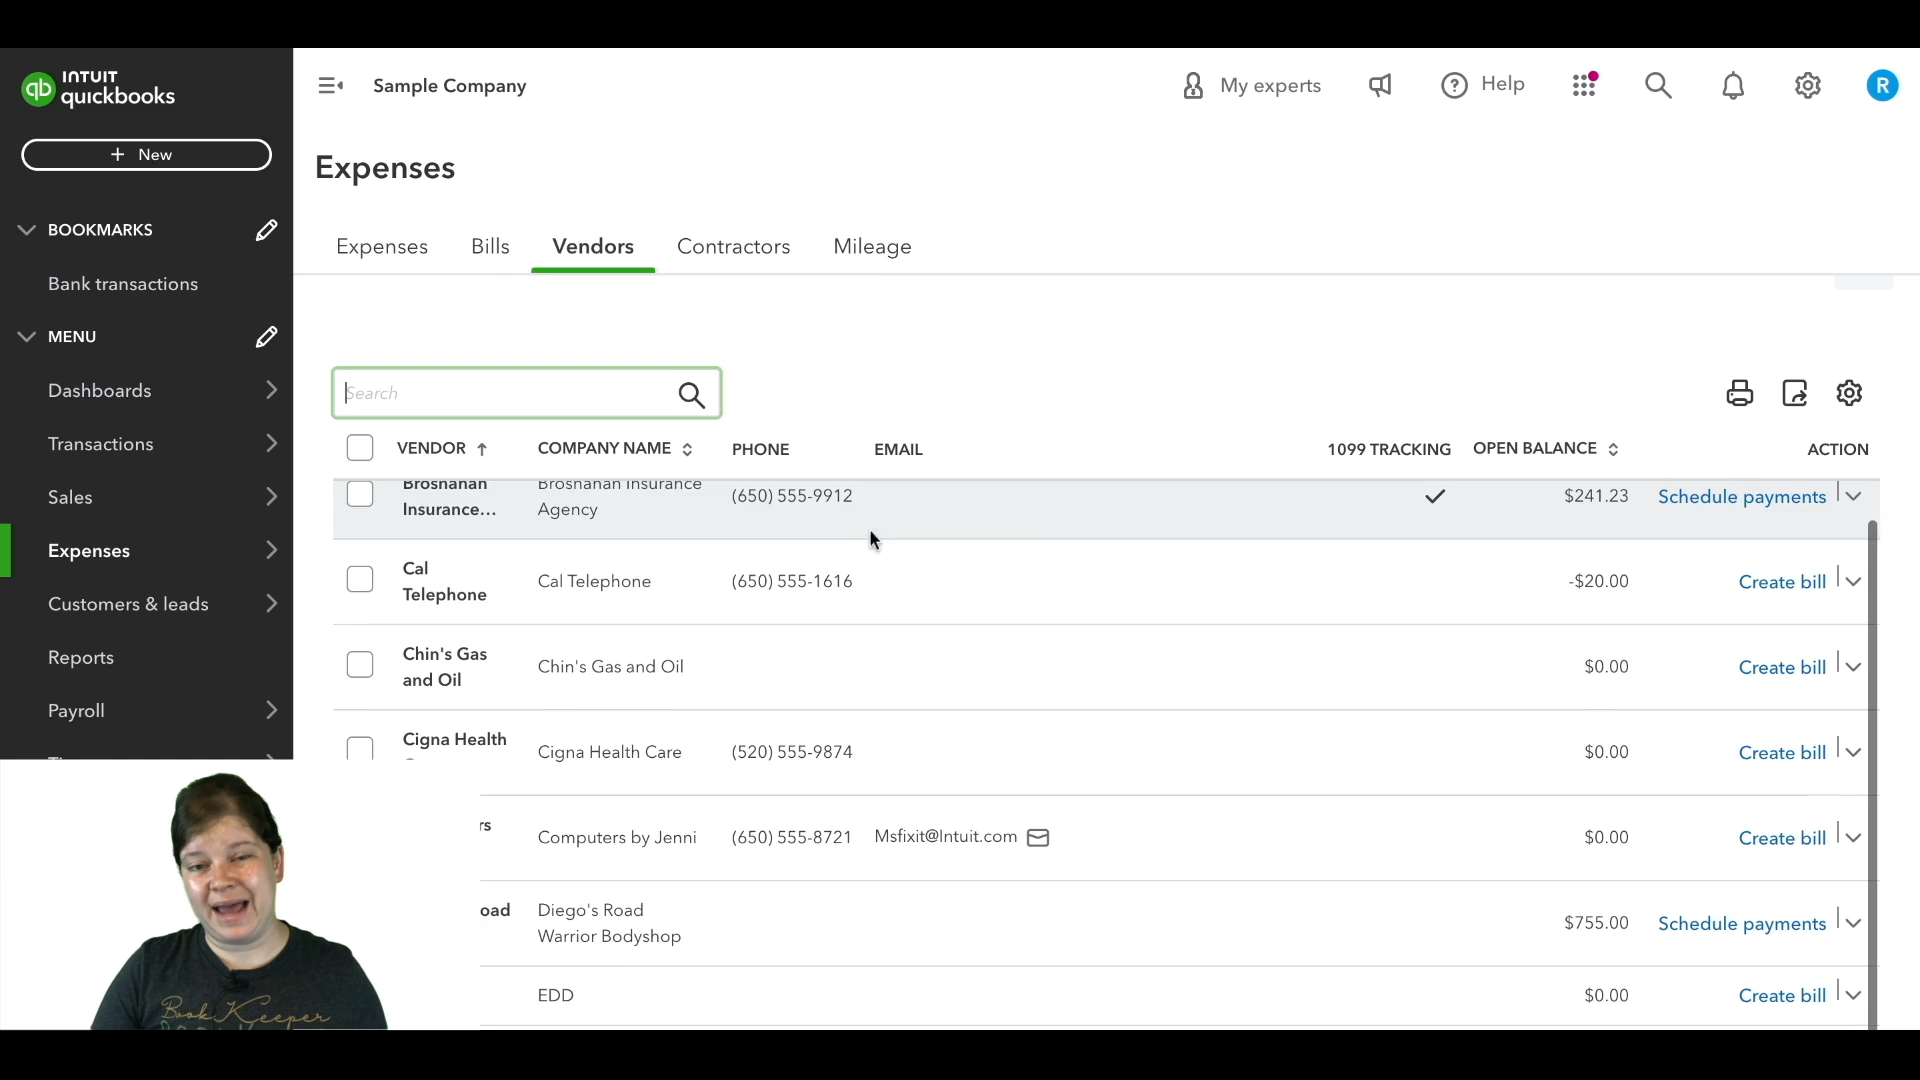 INTUIT
quickbooks
Sample Company
My experts
Help
R
+ New
Expenses
BOOKMARKS
Expenses
Bills
Vendors
Contractors
Mileage
Bank transactions
MENU
Dashboards
Search
Transactions
VENDOR
COMPANY NAME
PHONE
EMAIL
1099 TRACKING
OPEN BALANCE
ACTION
Sales
Brosnahan
Insurance...
Brosnahan Insurance
Agency
(650) 555-9912
$241.23
Schedule payments
Expenses
Cal
Telephone
Cal Telephone
(650) 555-1616
-$20.00
Create bill
Customers & leads
Reports
Chin's Gas
and Oil
Chin's Gas and Oil
$0.00
Create bill
Payroll
Cigna Health
Cigna Health Care
(520) 555-9874
$0.00
Create bill
rs
Computers by Jenni
(650) 555-8721
Msfixit@Intuit.com
$0.00
Create bill
oad
Diego's Road
Warrior Bodyshop
$755.00
Schedule payments
EDD
$0.00
Create bill
Book Keeper